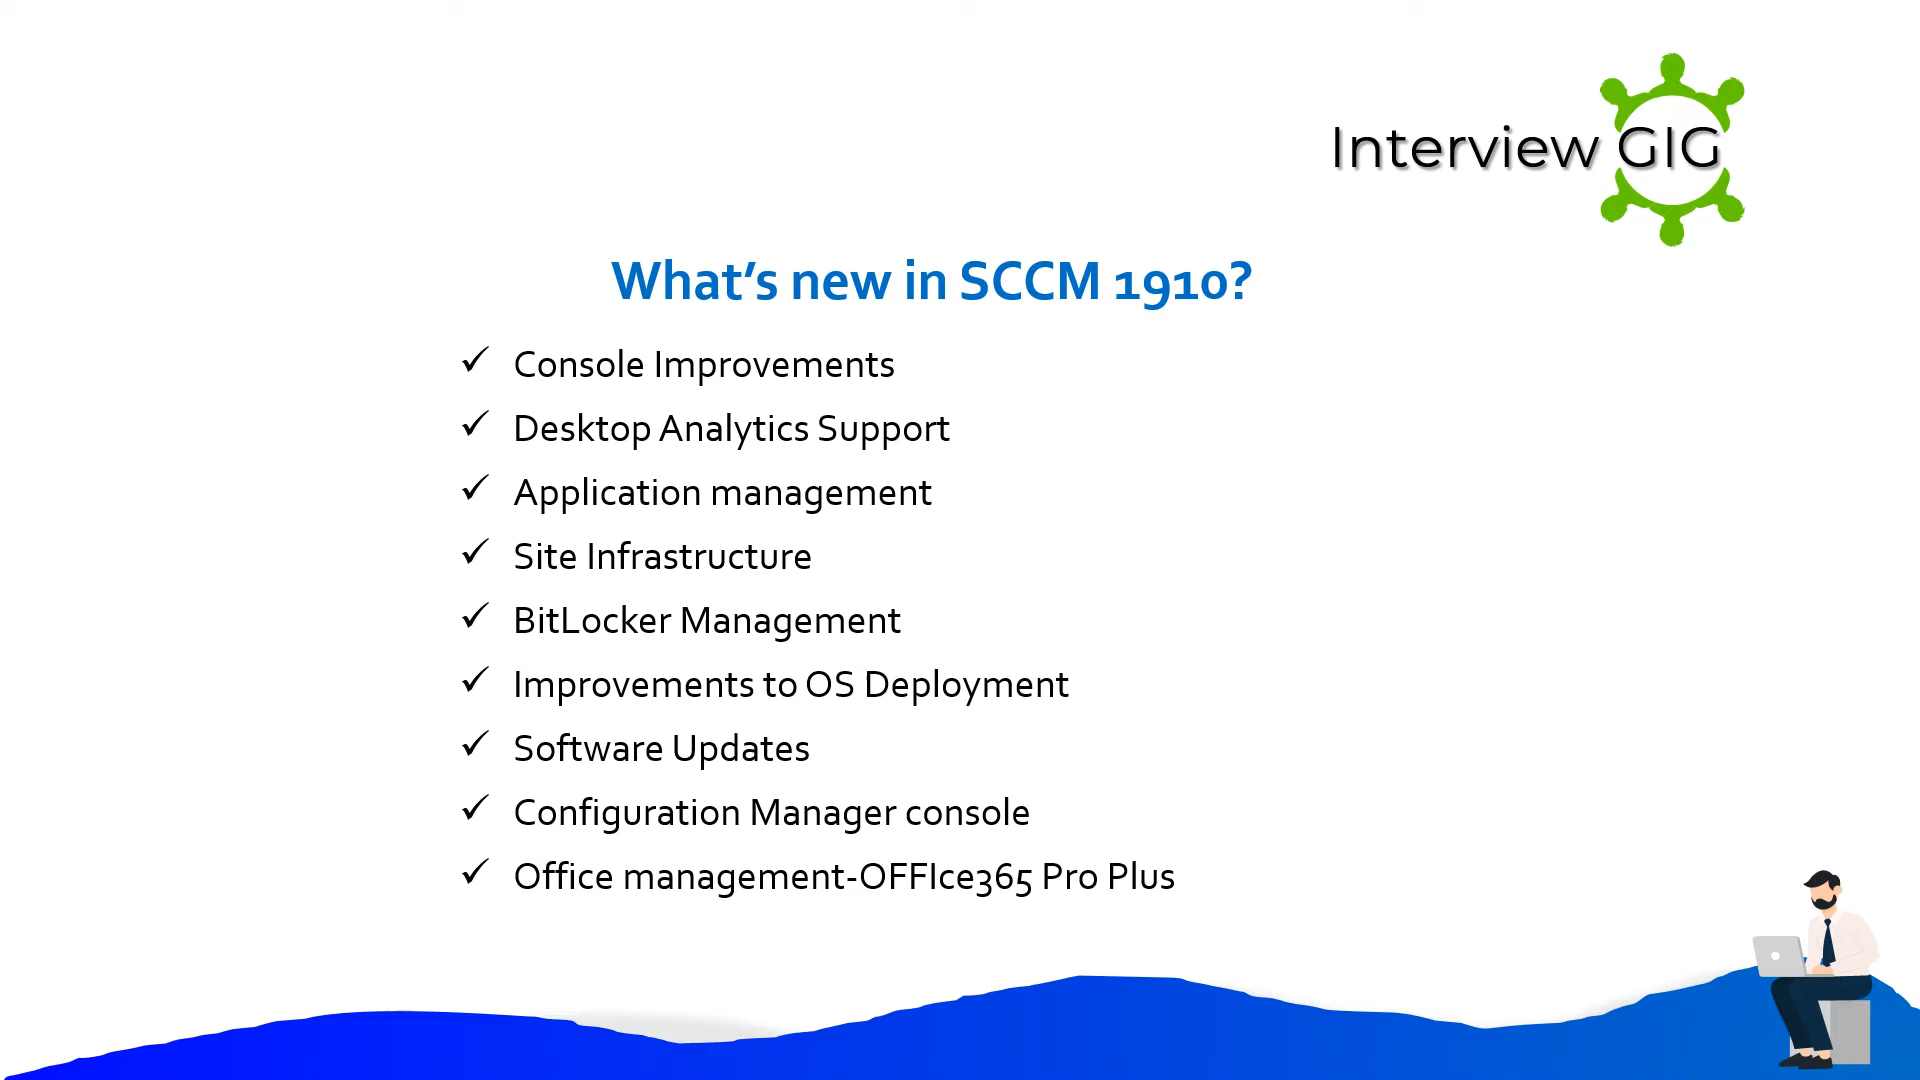 Interview GIG
What's new in SCCM 1910?
✓ Console Improvements
✓ Desktop Analytics Support
✓ Application management
✓ Site Infrastructure
✓ BitLocker Management
✓ Improvements to OS Deployment
✓ Software Updates
✓ Configuration Manager console
✓ Office management-OFFIce365 Pro Plus